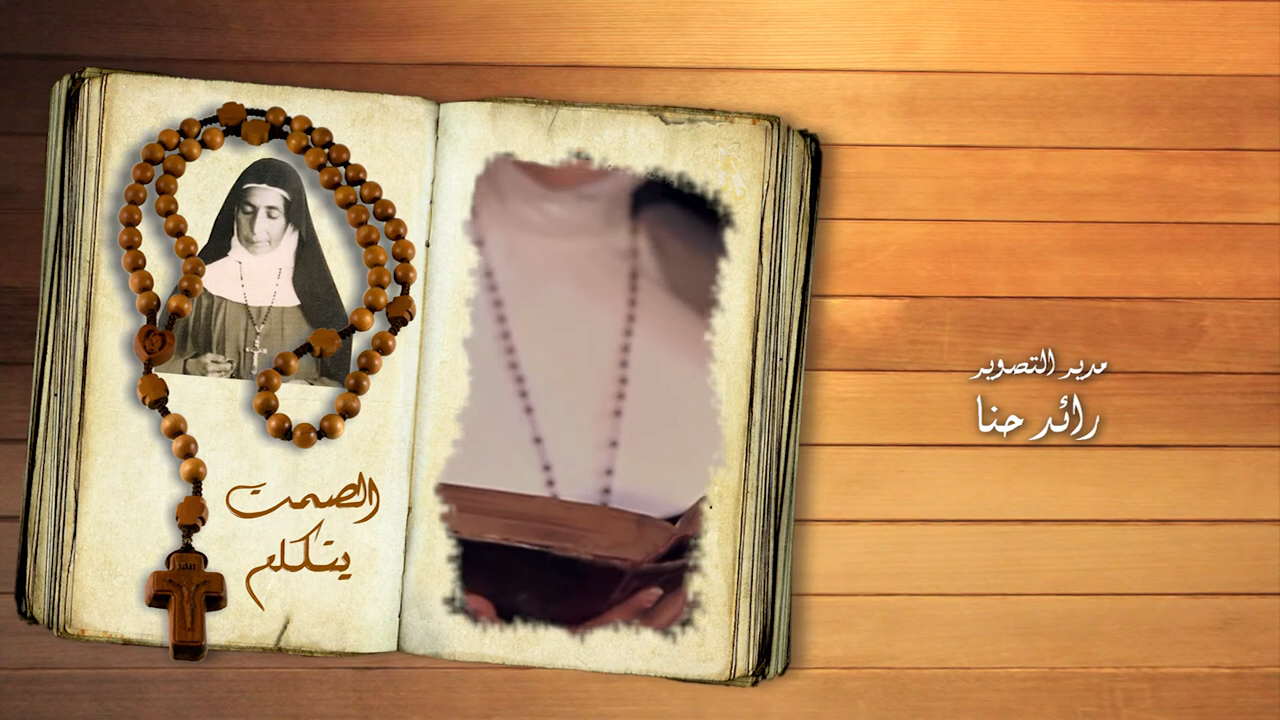 الصمت
يتكلم
مدير التصوير
رائد حنا